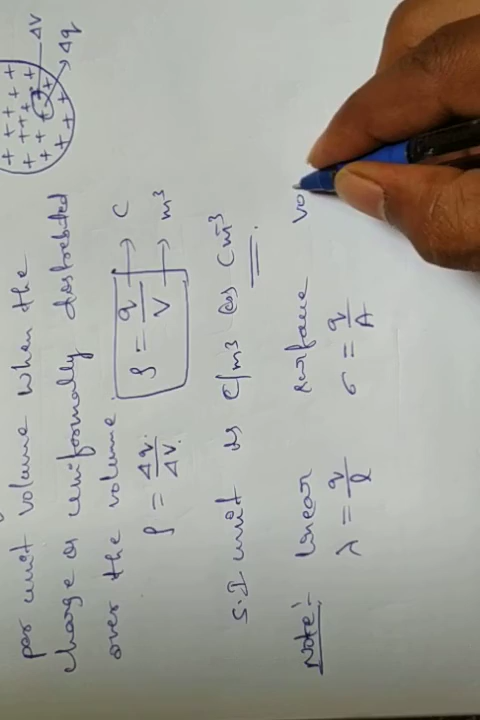 ΔV
Δq
per unit volume when the
charge is uniformally distributed
over the volume.
ρ = Δq/ΔV. ρ = q/V → C → m³
S.I unit is C/m³ (or) Cm⁻³
Note:- linear surface vo
λ = q/l σ = q/A